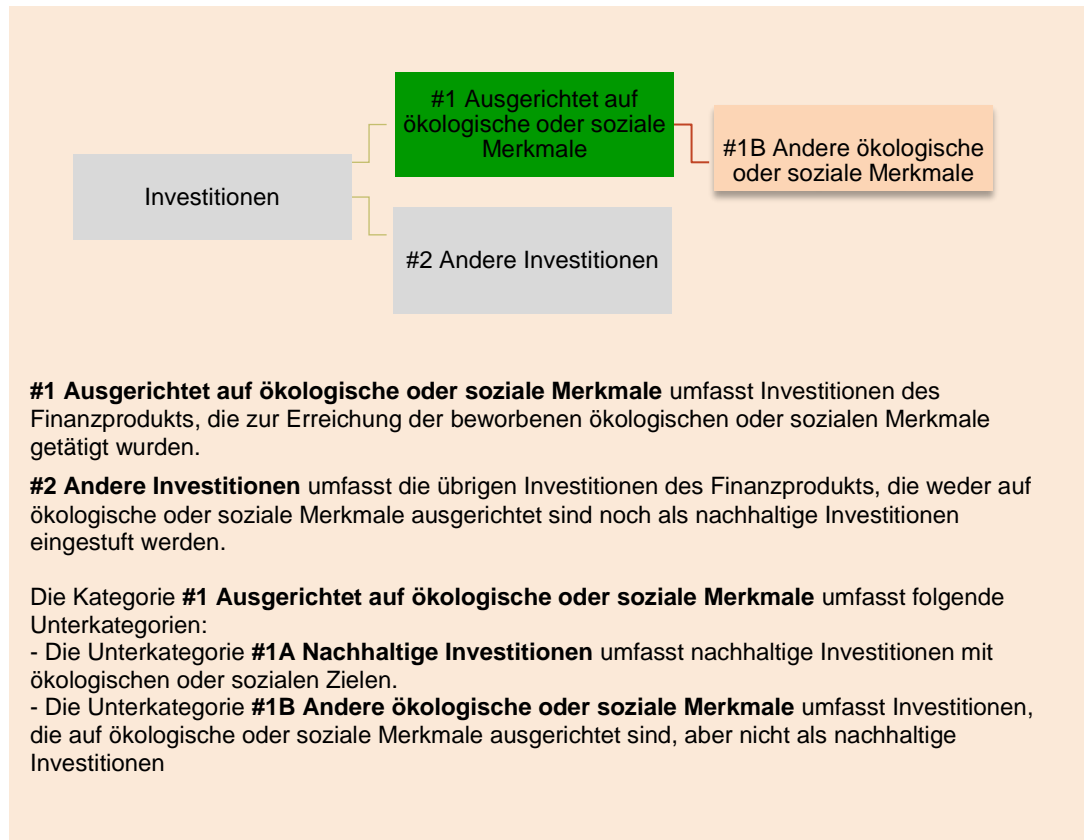 #1 Ausgerichtet auf
ökologische oder soziale
Merkmale
#1B Andere ökologische
oder soziale Merkmale
Investitionen
#2 Andere Investitionen
#1 Ausgerichtet auf ökologische oder soziale Merkmale umfasst Investitionen des
Finanzprodukts, die zur Erreichung der beworbenen ökologischen oder sozialen Merkmale
getätigt wurden.
#2 Andere Investitionen umfasst die übrigen Investitionen des Finanzprodukts, die weder auf
ökologische oder soziale Merkmale ausgerichtet sind noch als nachhaltige Investitionen
eingestuft werden.
Die Kategorie #1 Ausgerichtet auf ökologische oder soziale Merkmale umfasst folgende
Unterkategorien:
- Die Unterkategorie #1A Nachhaltige Investitionen umfasst nachhaltige Investitionen mit
ökologischen oder sozialen Zielen.
- Die Unterkategorie #1B Andere ökologische oder soziale Merkmale umfasst Investitionen,
die auf ökologische oder soziale Merkmale ausgerichtet sind, aber nicht als nachhaltige
Investitionen